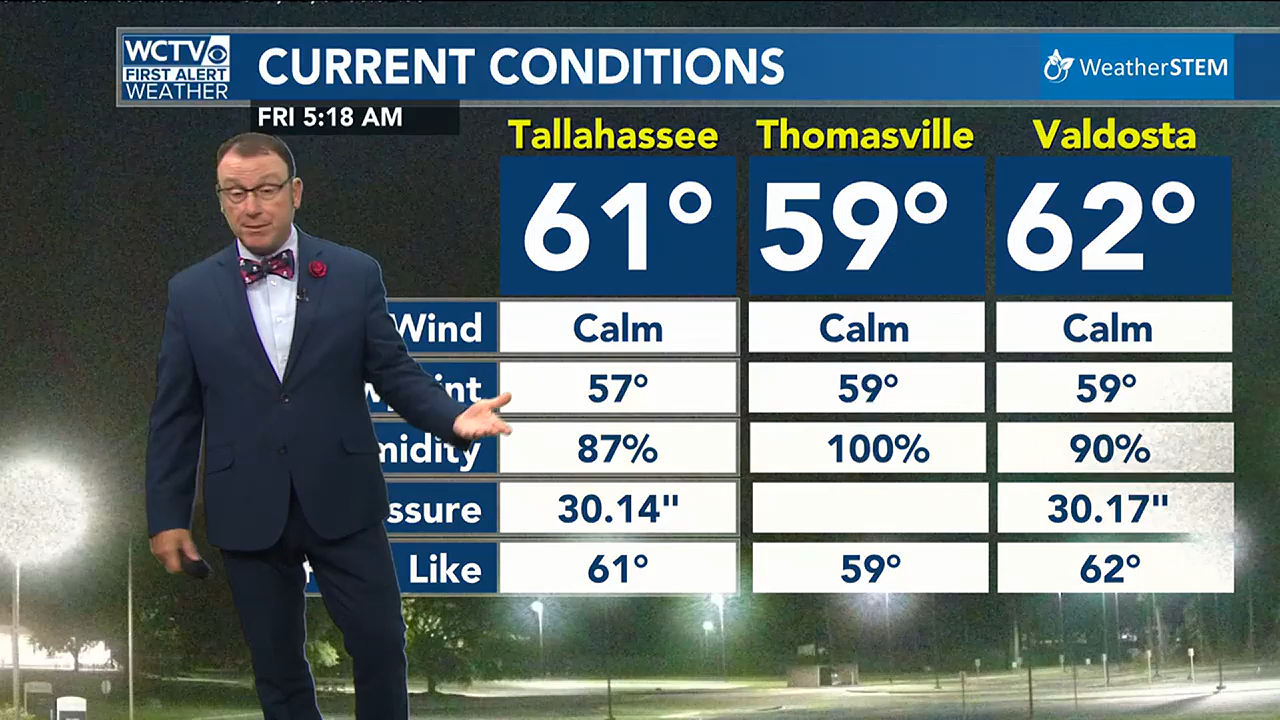 WCTV
FIRST ALERT
WEATHER
CURRENT CONDITIONS
WeatherSTEM
FRI 5:18 AM
Tallahassee Thomasville Valdosta
61° 59° 62°
Wind Calm Calm Calm
57° 59° 59°
87% 100% 90%
30.14" 30.17"
Like 61° 59° 62°